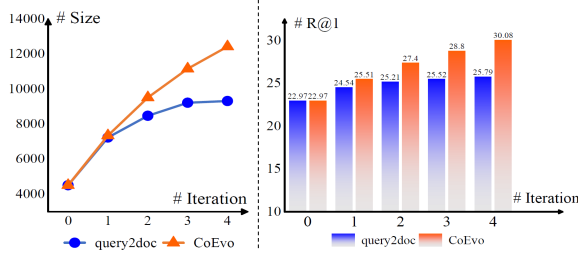 # Size
14000
12000
10000
8000
6000
4000
# Iteration
0 1 2 3 4
query2doc CoEvo
# R@1
30
25
20
15
10
22.97 22.97 24.54 25.51 25.21 27.4 25.52 28.8 25.79 30.08
# Iteration
0 1 2 3 4
query2doc CoEvo